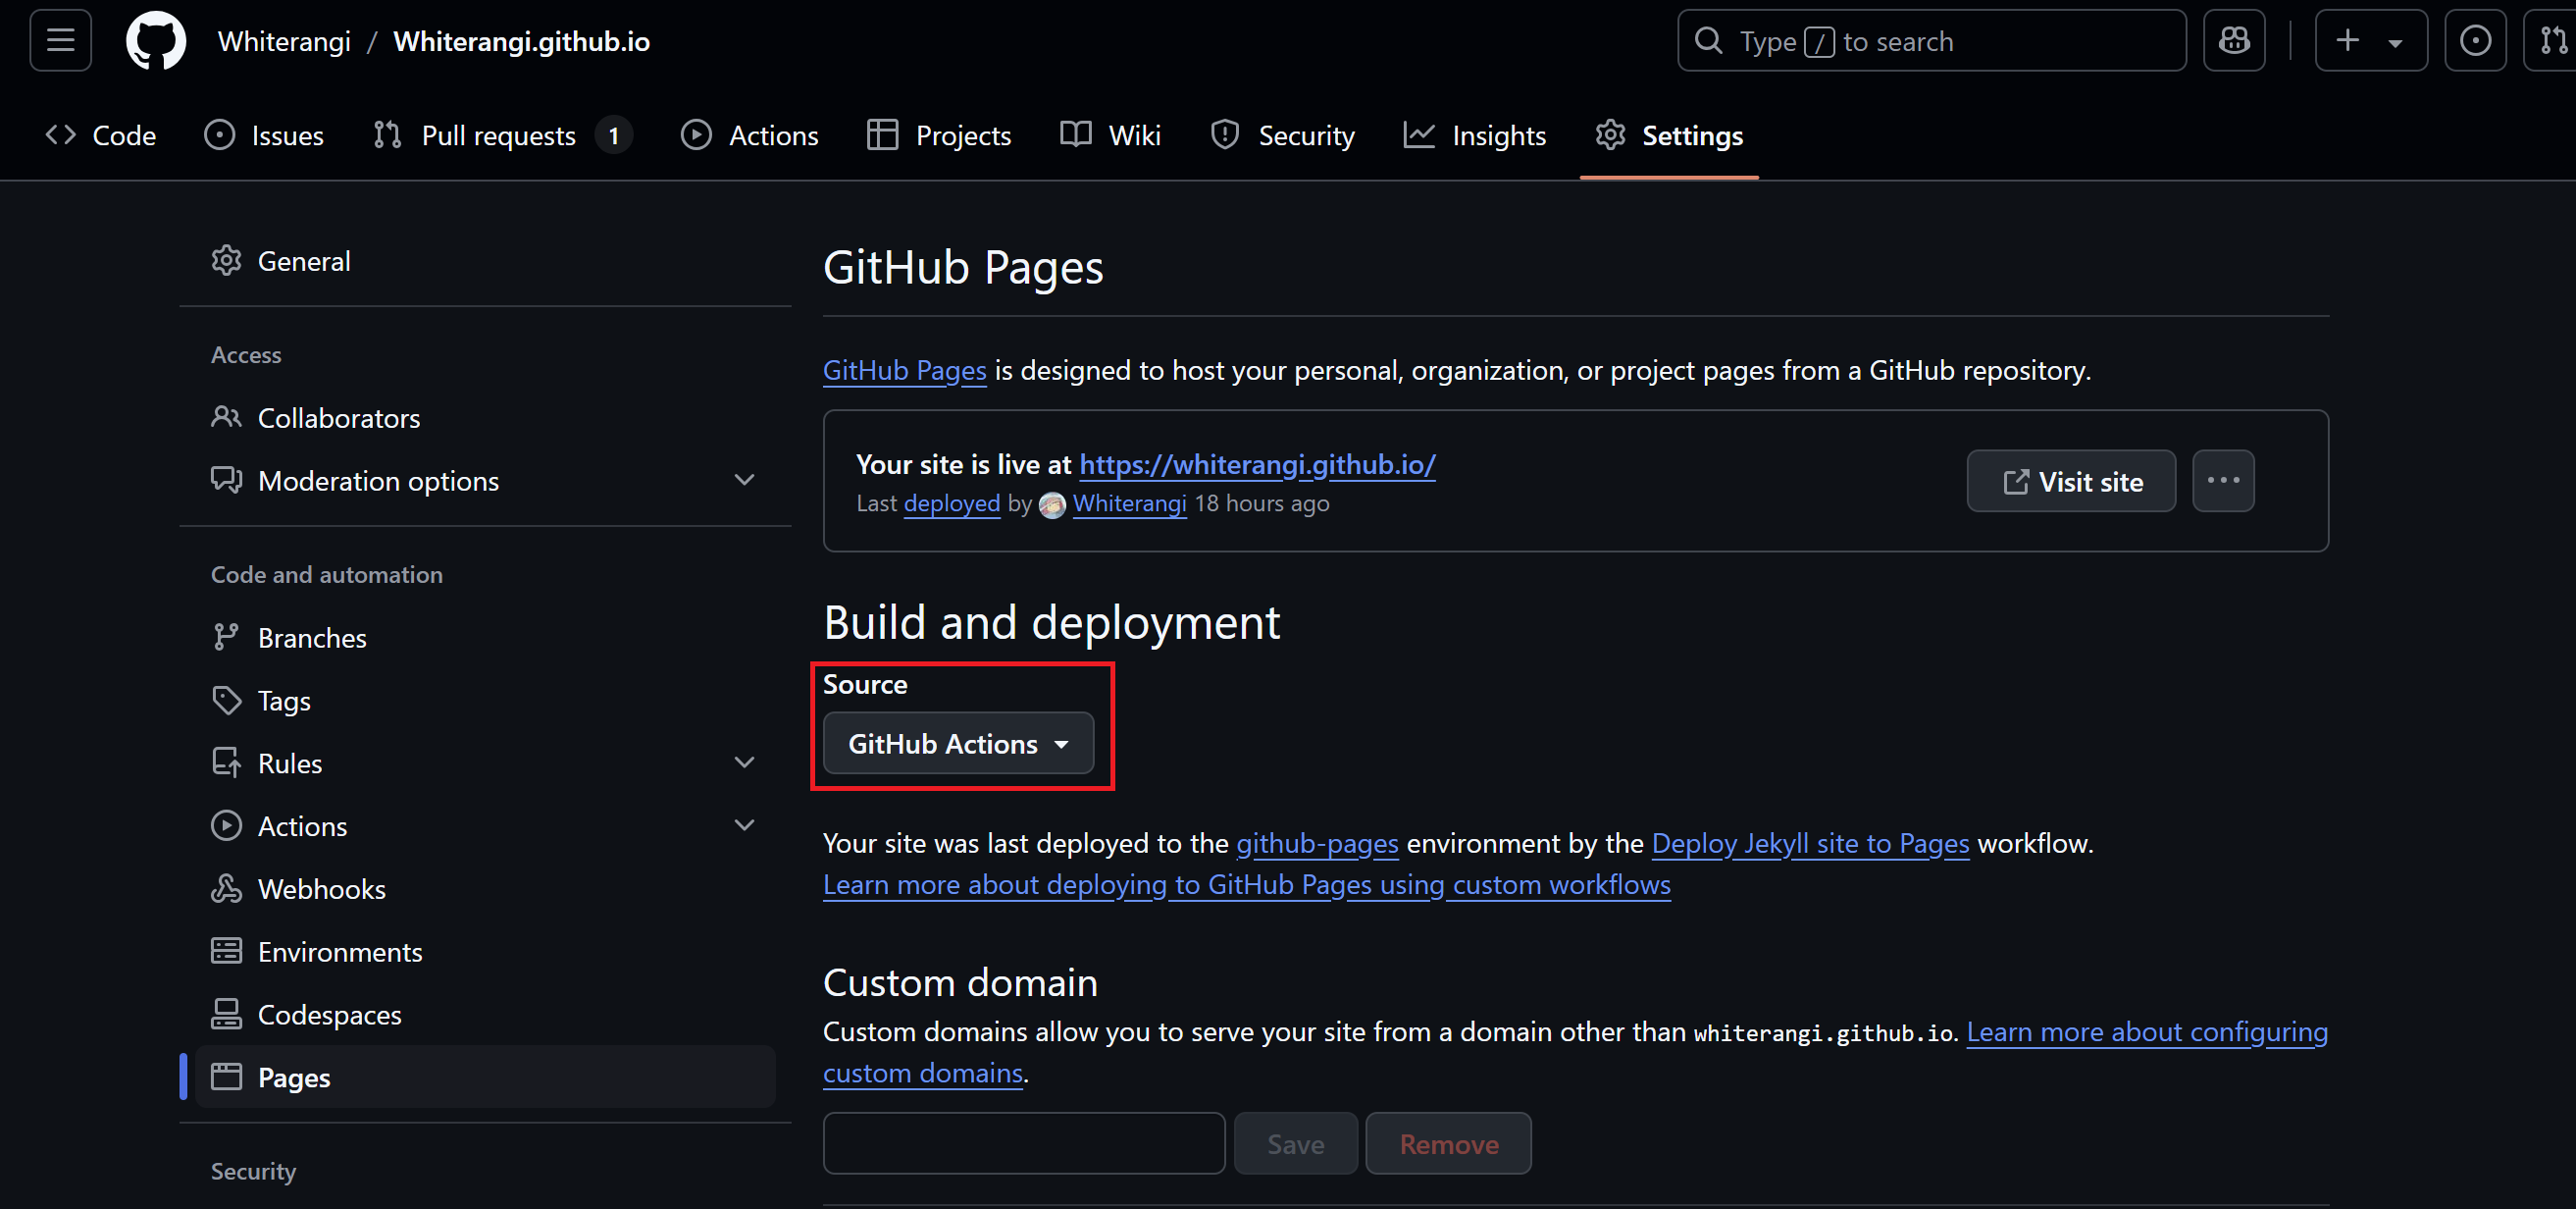 Whiterangi / Whiterangi.github.io
Type / to search
Code
Issues
Pull requests 1
Actions
Projects
Wiki
Security
Insights
Settings
General
Access
Collaborators
Moderation options
Code and automation
Branches
Tags
Rules
Actions
Webhooks
Environments
Codespaces
Pages
Security
GitHub Pages
GitHub Pages is designed to host your personal, organization, or project pages from a GitHub repository.
Your site is live at https://whiterangi.github.io/
Last deployed by Whiterangi 18 hours ago
Visit site
Build and deployment
Source
GitHub Actions
Your site was last deployed to the github-pages environment by the Deploy Jekyll site to Pages workflow.
Learn more about deploying to GitHub Pages using custom workflows
Custom domain
Custom domains allow you to serve your site from a domain other than whiterangi.github.io. Learn more about configuring
custom domains.
Save
Remove